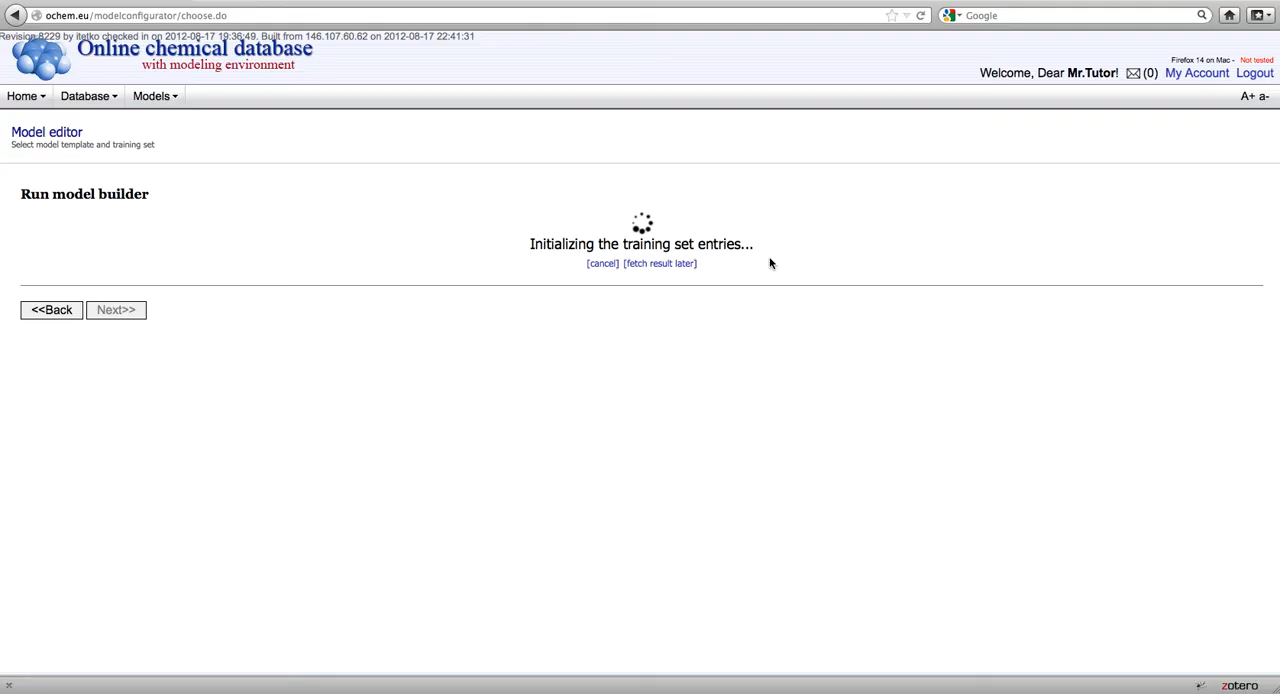 ochem.eu/modelconfigurator/choose.do
Google
Revision 8229 by itetko checked in on 2012-08-17 19:36:49. Built from 146.107.60.62 on 2012-08-17 22:41:31
Online chemical database
with modeling environment
Firefox 14 on Mac - Not tested
Welcome, Dear Mr.Tutor! (0) My Account Logout
Home Database Models A+ a-
Model editor
Select model template and training set
Run model builder
Initializing the training set entries...
[cancel] [fetch result later]
<<Back Next>>
zotero